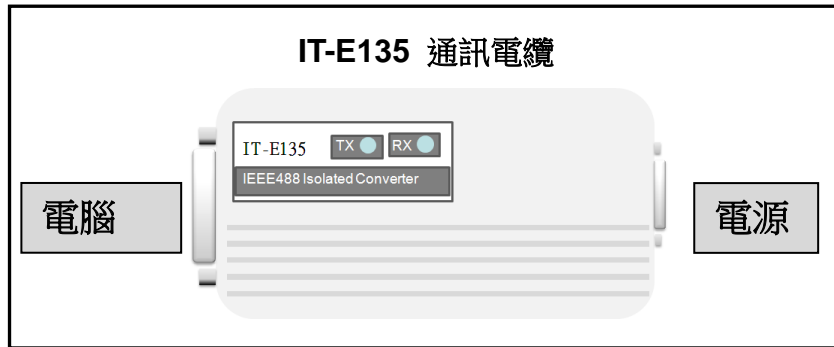 IT-E135 通訊電纜
IT-E135 TX RX
IEEE488 Isolated Converter
電腦
電源